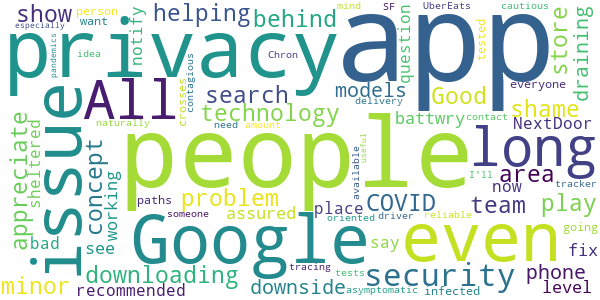 show helping behind notify want person especially SF UberEats mind cautious
privacy app
pandemics idea Chron contagious question store draining tested everyone
issue All search models Good shame
crosses technology battwry NextDoor
appreciate sheltered concept working naturally people need amount delivery contact long
paths problem assured place COVID available useful I'll area tracker
bad see someone Google oriented driver say team now play
minor downloading even reliable going fix
recommended downside tracing tests security asymptomatic infected phone level